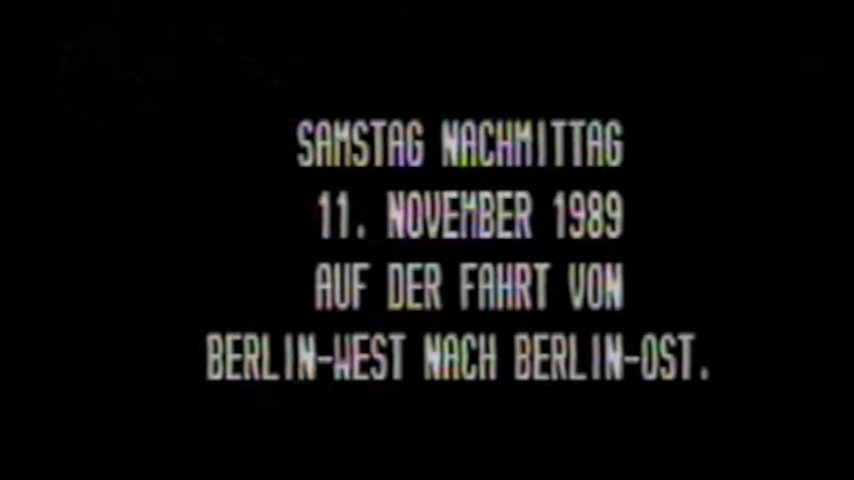 SAMSTAG NACHMITTAG
11. NOVEMBER 1989
AUF DER FAHRT VON
BERLIN-WEST NACH BERLIN-OST.